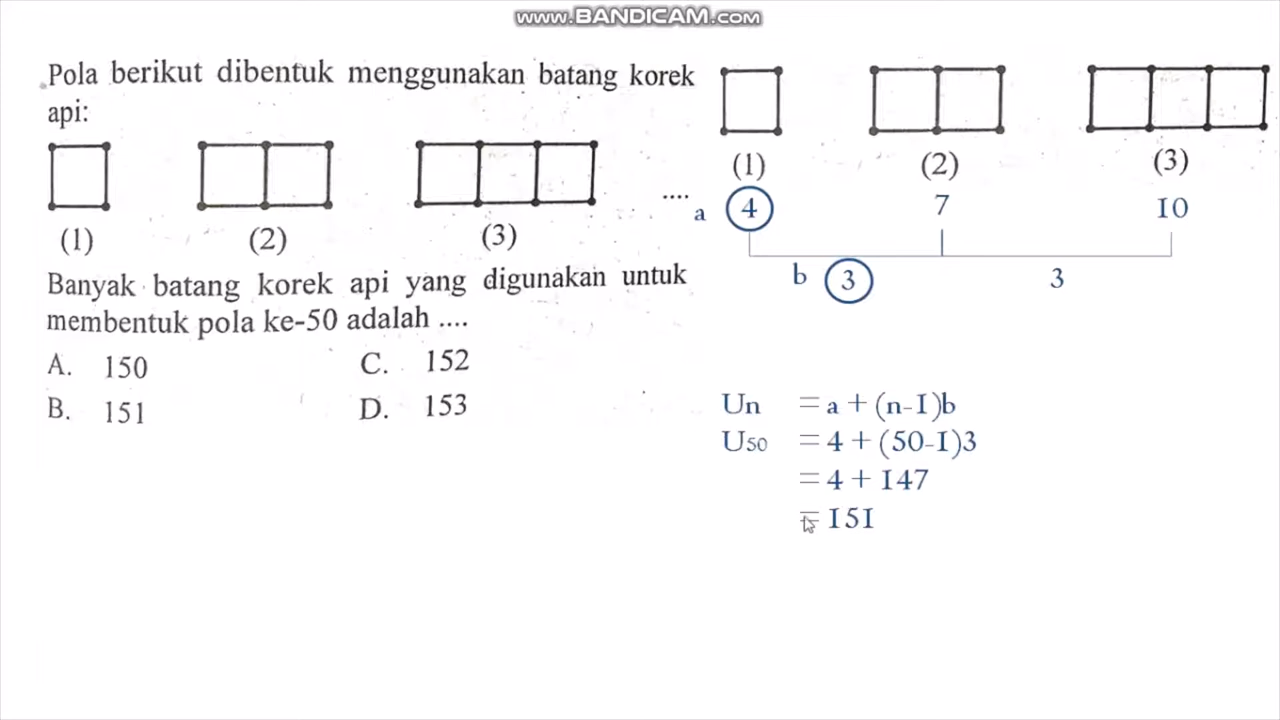 www.BANDICAM.com
Pola berikut dibentuk menggunakan batang korek
api:
(1) (2) (3) ....
Banyak batang korek api yang digunakan untuk
membentuk pola ke-50 adalah ....
A. 150 C. 152
B. 151 D. 153
(1) (2) (3)
a 4 7 10
b 3 3
Un = a + (n-1)b
U50 = 4 + (50-1)3
= 4 + 147
= 151